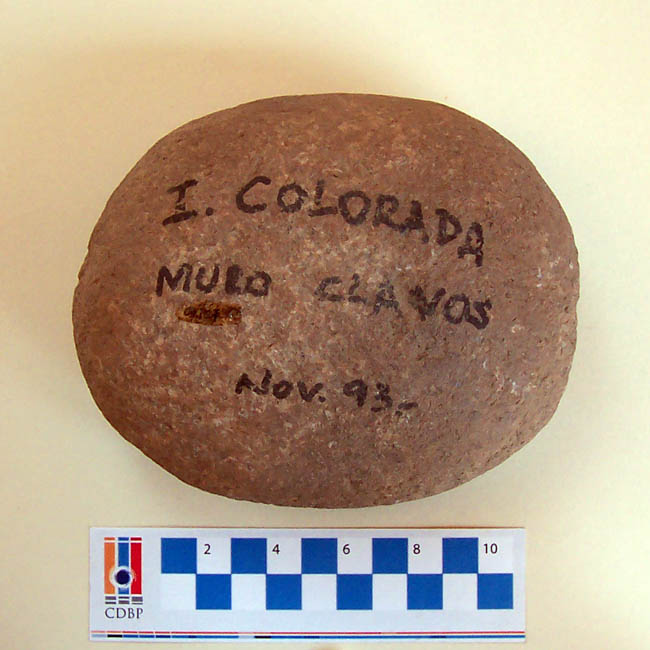 I. COLORADA
MURO CLAVOS
NOV. 93.-
2 4 6 8 10
CDBP